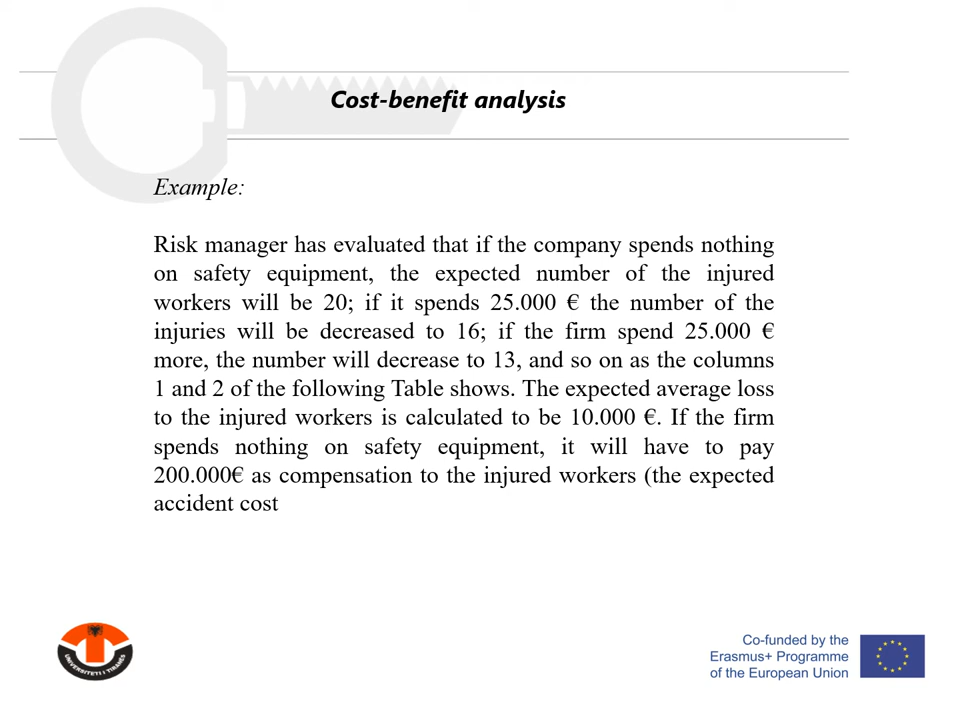 Cost-benefit analysis
Example:
Risk manager has evaluated that if the company spends nothing
on safety equipment, the expected number of the injured
workers will be 20; if it spends 25.000 € the number of the
injuries will be decreased to 16; if the firm spend 25.000 €
more, the number will decrease to 13, and so on as the columns
1 and 2 of the following Table shows. The expected average loss
to the injured workers is calculated to be 10.000 €. If the firm
spends nothing on safety equipment, it will have to pay
200.000€ as compensation to the injured workers (the expected
accident cost
UNIVERSITETI I TIRANËS
Co-funded by the
Erasmus+ Programme
of the European Union